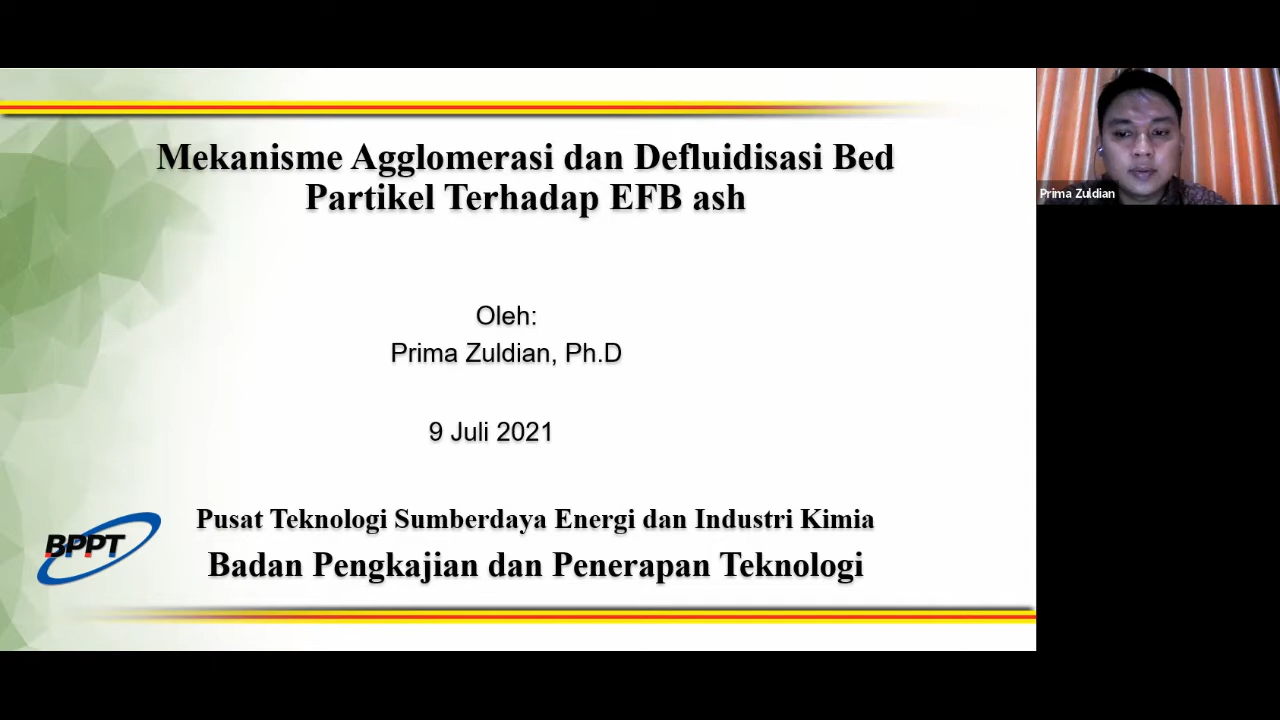 Mekanisme Agglomerasi dan Defluidisasi Bed
Partikel Terhadap EFB ash
Oleh:
Prima Zuldian, Ph.D
9 Juli 2021
Pusat Teknologi Sumberdaya Energi dan Industri Kimia
BPPT
Badan Pengkajian dan Penerapan Teknologi
Prima Zuldian